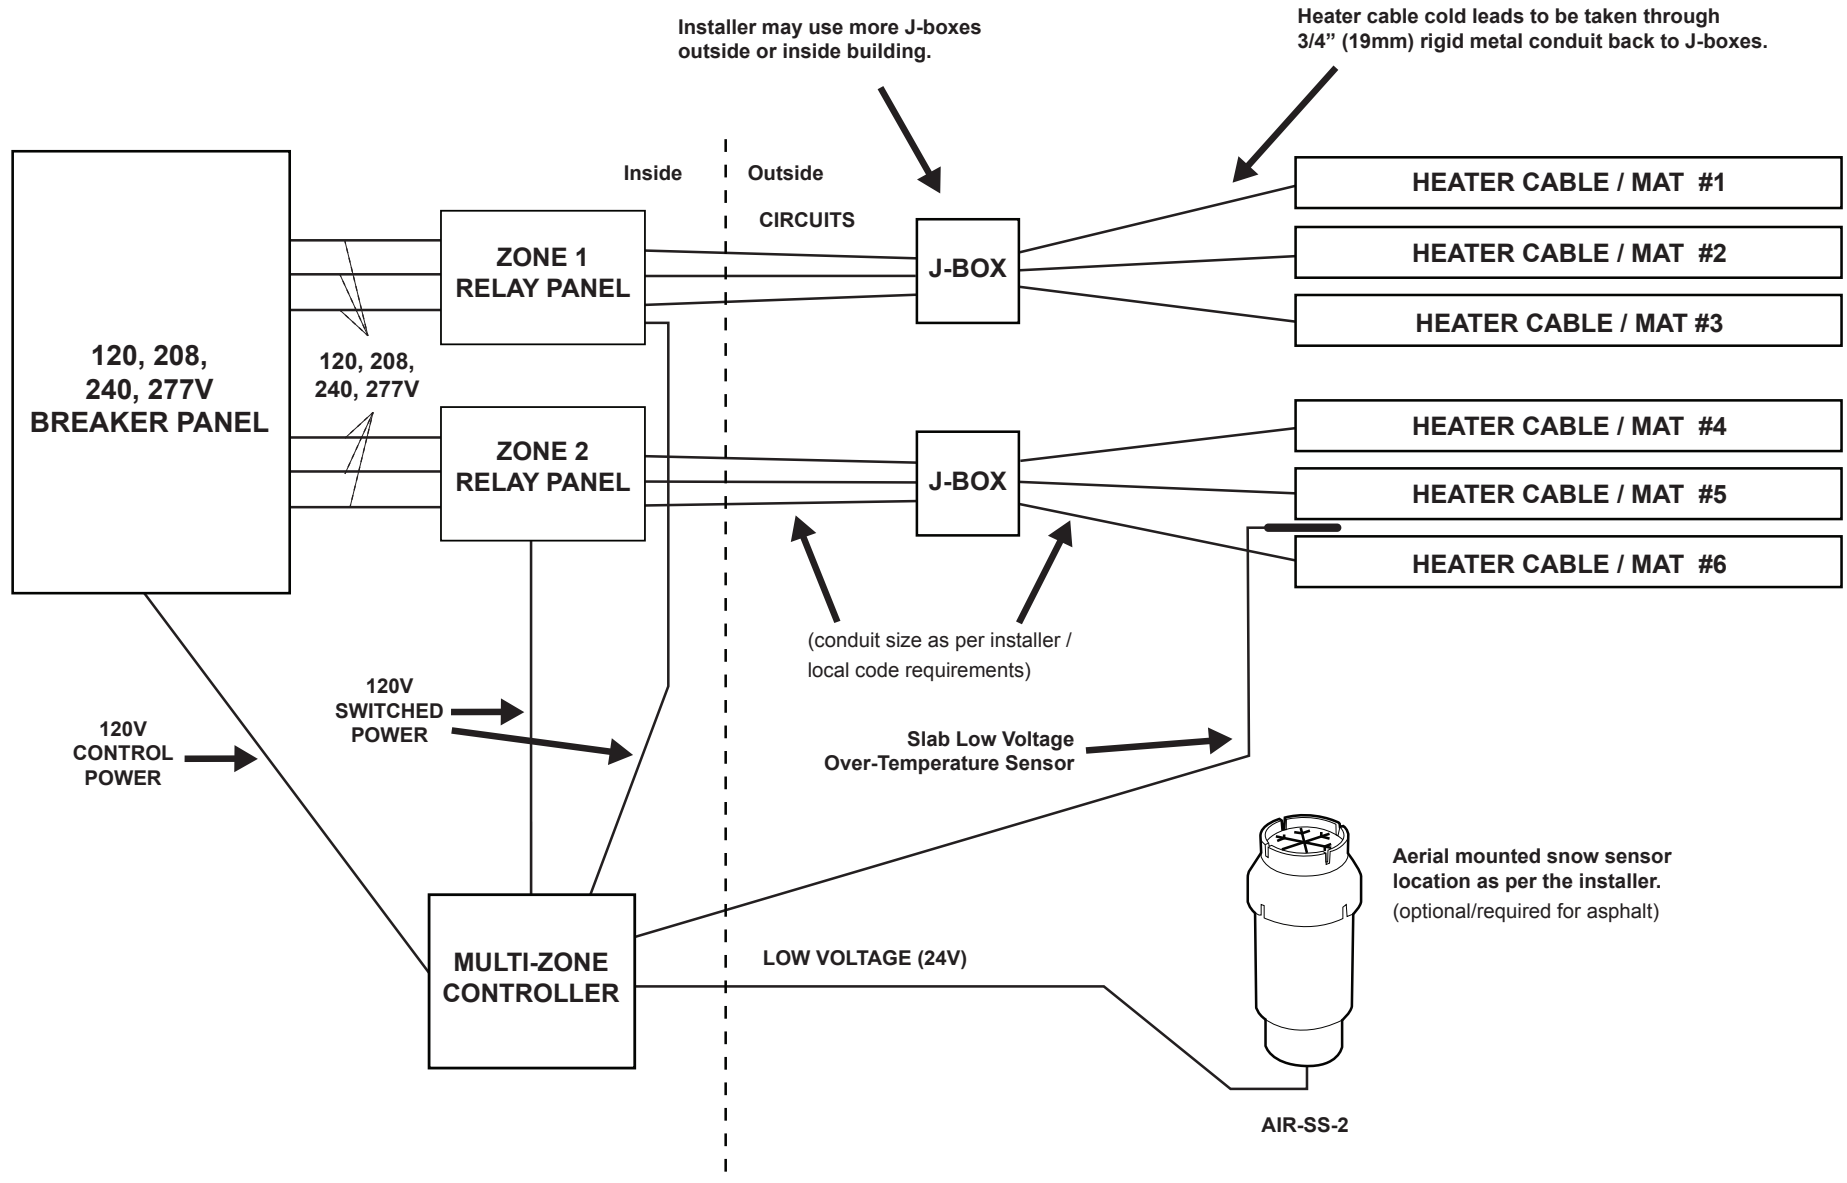 Installer may use more J-boxes
outside or inside building.
Heater cable cold leads to be taken through
3/4” (19mm) rigid metal conduit back to J-boxes.
Inside
Outside
CIRCUITS
120, 208,
240, 277V
BREAKER PANEL
120, 208,
240, 277V
ZONE 1
RELAY PANEL
ZONE 2
RELAY PANEL
J-BOX
J-BOX
HEATER CABLE / MAT #1
HEATER CABLE / MAT #2
HEATER CABLE / MAT #3
HEATER CABLE / MAT #4
HEATER CABLE / MAT #5
HEATER CABLE / MAT #6
(conduit size as per installer /
local code requirements)
120V
SWITCHED
POWER
120V
CONTROL
POWER
Slab Low Voltage
Over-Temperature Sensor
Aerial mounted snow sensor
location as per the installer.
(optional/required for asphalt)
MULTI-ZONE
CONTROLLER
LOW VOLTAGE (24V)
AIR-SS-2